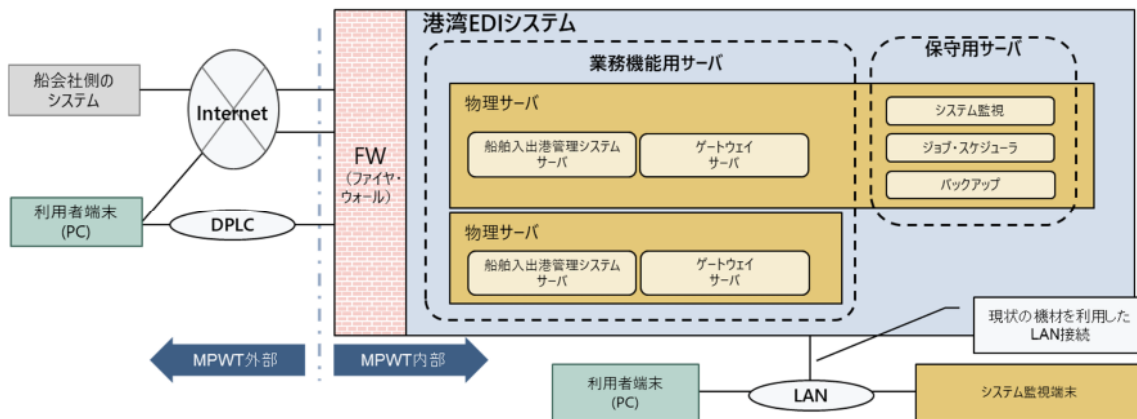 港湾EDIシステム
業務機能用サーバ
保守用サーバ
船会社側の
システム
Internet
物理サーバ
システム監視
船舶入出港管理システム
サーバ
ゲートウェイ
サーバ
ジョブ・スケジューラ
バックアップ
FW
(ファイヤ・
ウォール)
利用者端末
(PC)
DPLC
物理サーバ
船舶入出港管理システム
サーバ
ゲートウェイ
サーバ
現状の機材を利用した
LAN接続
MPWT外部
MPWT内部
利用者端末
(PC)
LAN
システム監視端末